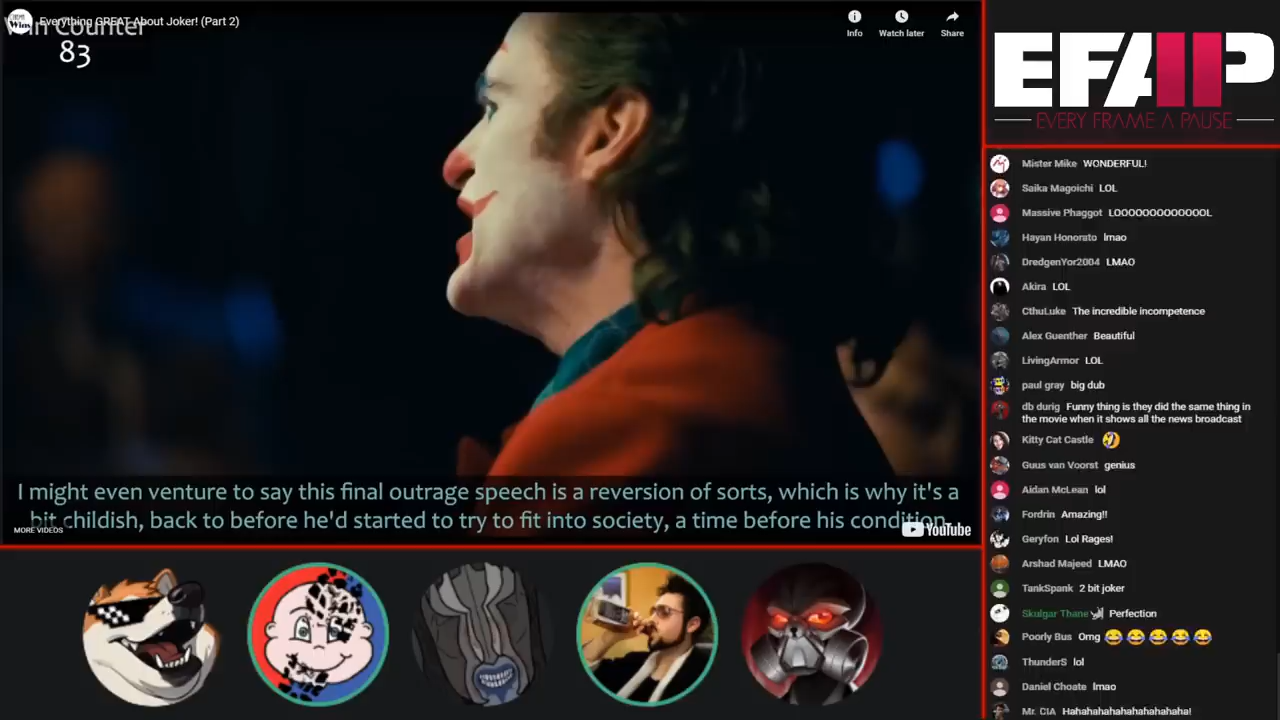 Everything GREAT About Joker! (Part 2)
Win Counter
83
Info
Watch later
Share
I might even venture to say this final outrage speech is a reversion of sorts, which is why it's a
bit childish, back to before he'd started to try to fit into society, a time before his condition
MORE VIDEOS
YouTube
EFAP
EVERY FRAME A PAUSE
Mister Mike WONDERFUL!
Saika Magoichi LOL
Massive Phaggot LOOOOOOOOOOOOOL
Hayan Honorato lmao
DredgenYor2004 LMAO
Akira LOL
CthuLuke The incredible incompetence
Alex Guenther Beautiful
LivingArmor LOL
paul gray big dub
db durig Funny thing is they did the same thing in
the movie when it shows all the news broadcast
Kitty Cat Castle 🤣
Guus van Voorst genius
Aidan McLean lol
Fordrin Amazing!!
Geryfon Lol Rages!
Arshad Majeed LMAO
TankSpank 2 bit joker
Skulgar Thane Perfection
Poorly Bus Omg 😂😂😂😂😂
ThunderS lol
Daniel Choate lmao
Mr. CIA Hahahahahahahahahaha!